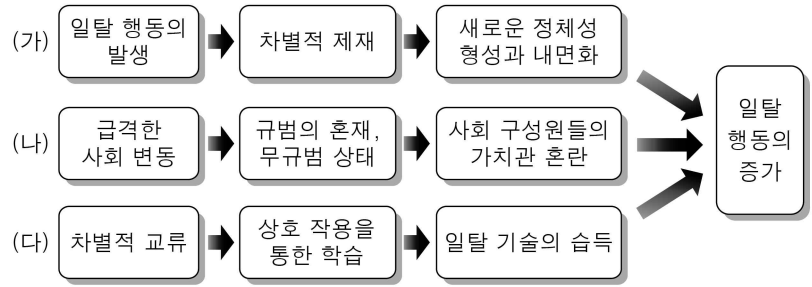 (가)
일탈 행동의
발생
차별적 제재
새로운 정체성
형성과 내면화
(나)
급격한
사회 변동
규범의 혼재,
무규범 상태
사회 구성원들의
가치관 혼란
(다)
차별적 교류
상호 작용을
통한 학습
일탈 기술의 습득
일탈
행동의
증가